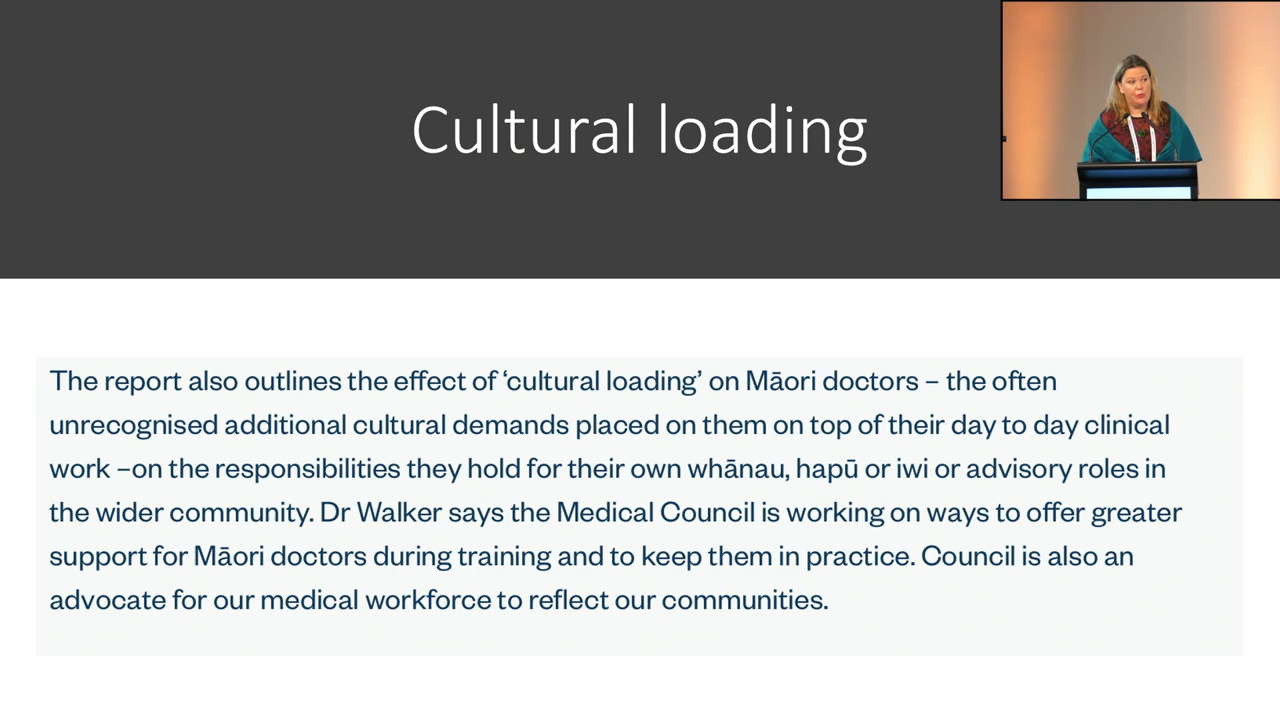 Cultural loading
The report also outlines the effect of ‘cultural loading’ on Māori doctors – the often
unrecognised additional cultural demands placed on them on top of their day to day clinical
work –on the responsibilities they hold for their own whānau, hapū or iwi or advisory roles in
the wider community. Dr Walker says the Medical Council is working on ways to offer greater
support for Māori doctors during training and to keep them in practice. Council is also an
advocate for our medical workforce to reflect our communities.